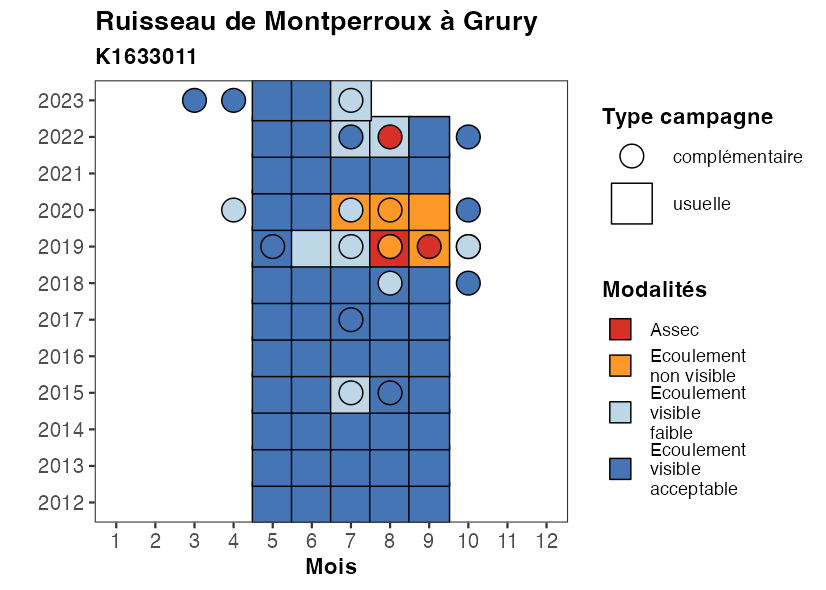 Ruisseau de Montperroux à Grury
K1633011
2023
2022
2021
2020
2019
2018
2017
2016
2015
2014
2013
2012
1 2 3 4 5 6 7 8 9 10 11 12
Mois
Type campagne
complémentaire
usuelle
Modalités
Assec
Ecoulement
non visible
Ecoulement
visible
faible
Ecoulement
visible
acceptable